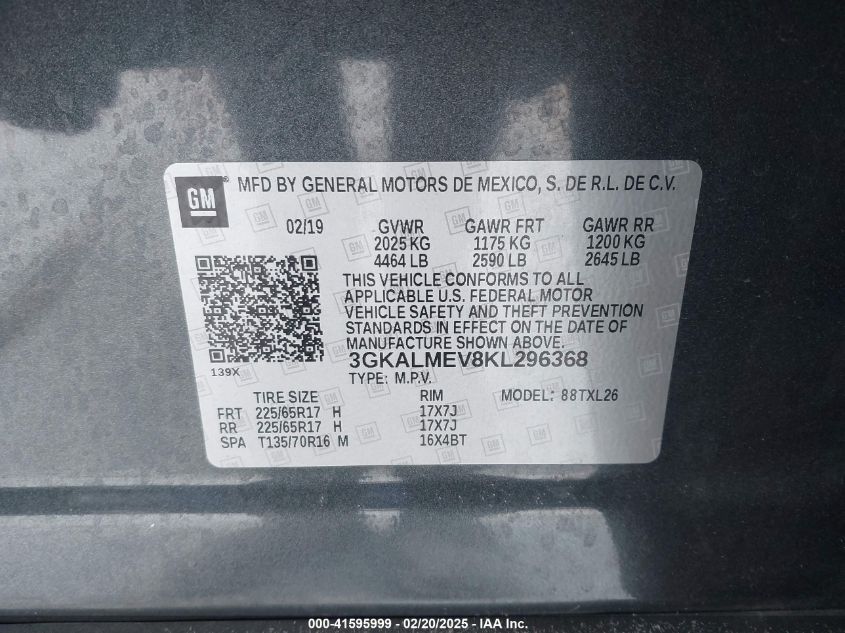 GM ® MFD BY GENERAL MOTORS DE MEXICO, S. DE R.L. DE C.V.
02/19 GVWR GAWR FRT GAWR RR
2025 KG 1175 KG 1200 KG
4464 LB 2590 LB 2645 LB
THIS VEHICLE CONFORMS TO ALL
APPLICABLE U.S. FEDERAL MOTOR
VEHICLE SAFETY AND THEFT PREVENTION
STANDARDS IN EFFECT ON THE DATE OF
MANUFACTURE SHOWN ABOVE.
3GKALMEV8KL296368
139X
TYPE: M.P.V.
TIRE SIZE RIM MODEL: 88TXL26
FRT 225/65R17 H 17X7J
RR 225/65R17 H 17X7J
SPA T135/70R16 M 16X4BT
000-41595999 — 02/20/2025 - IAAI.COM